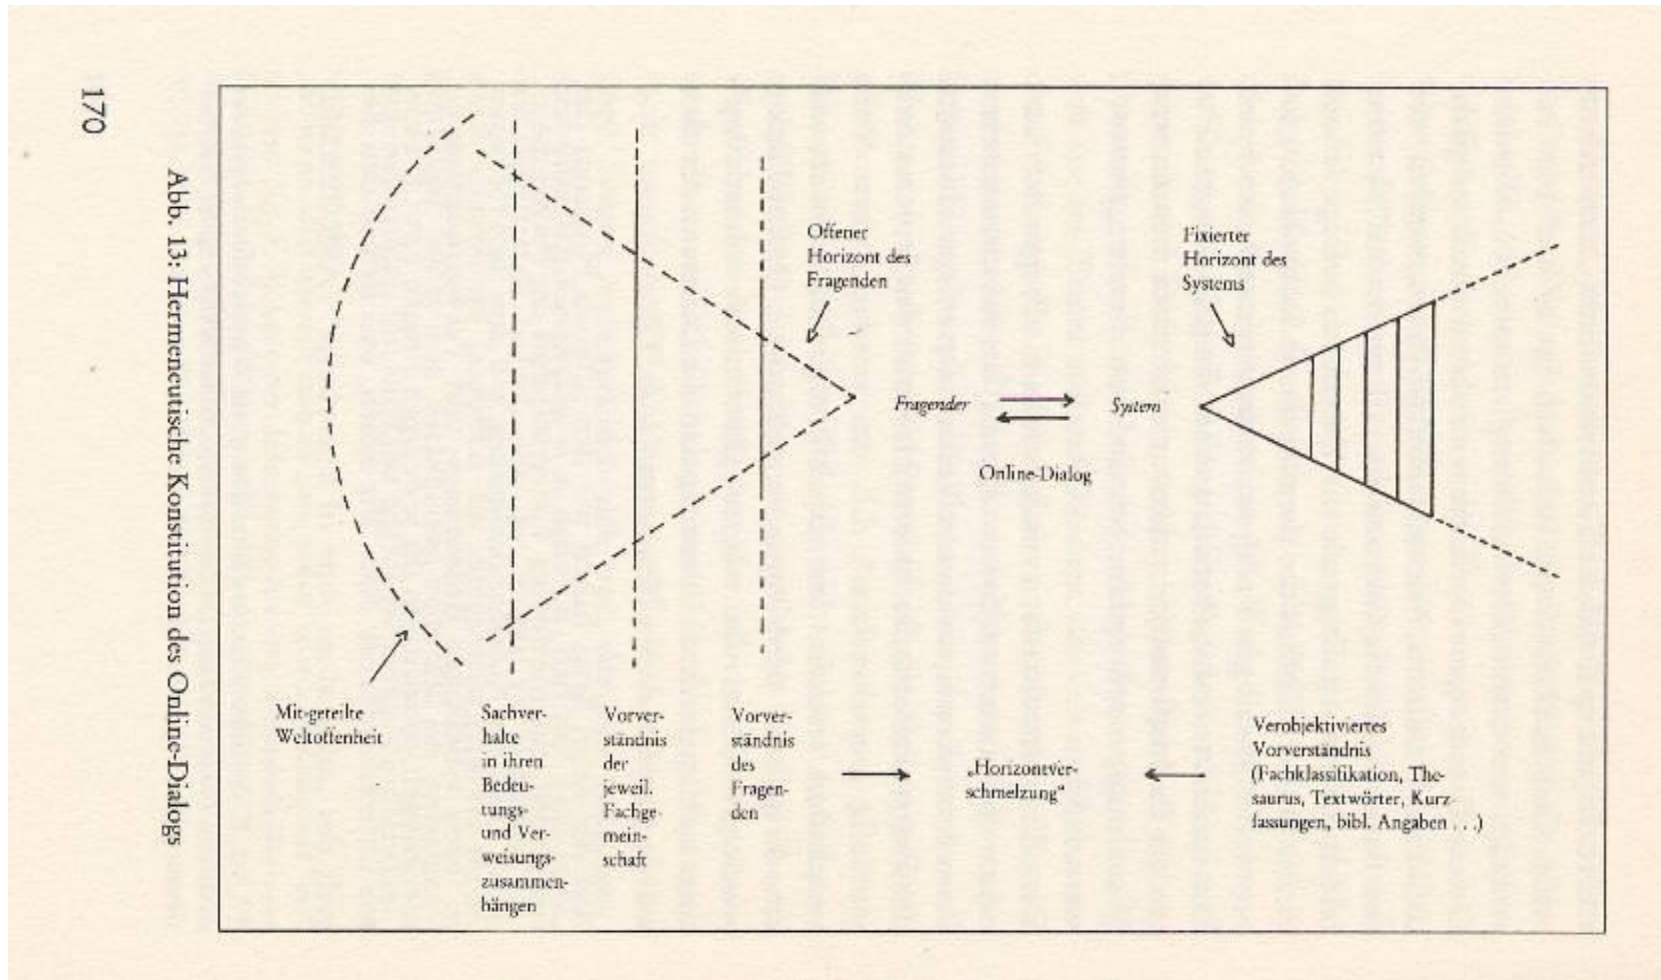 170
Abb. 13: Hermeneutische Konstitution des Online-Dialogs
Offener
Horizont des
Fragenden
Fixierter
Horizont des
Systems
Fragender
System
Online-Dialog
Mit-geteilte
Weltoffenheit
Sachver-
halte
in ihren
Bedeu-
tungs-
und Ver-
weisungs-
zusammen-
hängen
Vorver-
ständnis
der
jeweil.
Fachge-
mein-
schaft
Vorver-
ständnis
des
Fragen-
den
„Horizontver-
schmelzung“
Verobjektiviertes
Vorverständnis
(Fachklassifikation, The-
saurus, Textwörter, Kurz-
fassungen, bibl. Angaben . . .)